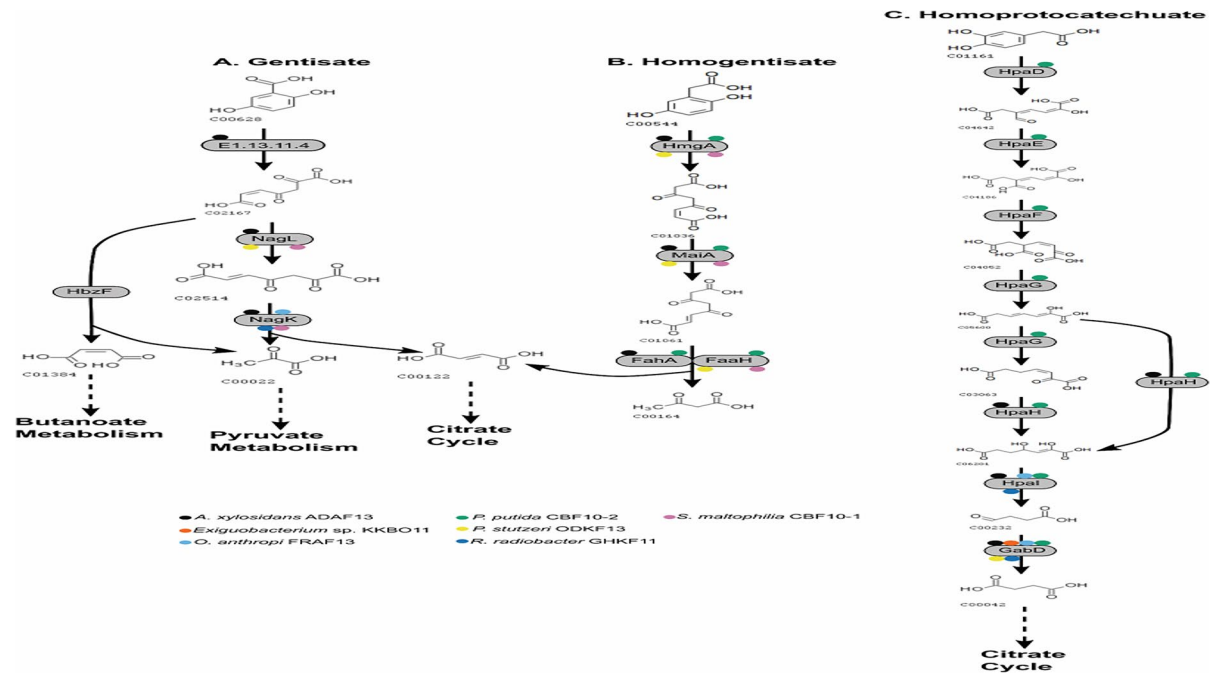 C. Homoprotocatechuate
A. Gentisate
B. Homogentisate
C01161
HpaD
C00628
C00544
C04642
E1.13.11.4
HmgA
HpaE
C04186
C02167
C01036
HpaF
NagL
MaiA
C04052
HbzF
C02514
HpaG
C05600
NagK
C01061
HpaG
FahA FaaH
HpaH
C01384
C00022
C00122
C03063
C00164
HpaH
Butanoate
Metabolism
Pyruvate
Metabolism
Citrate
Cycle
C06201
HpaI
A. xylosidans ADAF13
P. putida CBF10-2
S. maltophilia CBF10-1
Exiguobacterium sp. KKBO11
P. stutzeri ODKF13
O. anthropi FRAF13
R. radiobacter GHKF11
C00232
GabD
C00042
Citrate
Cycle